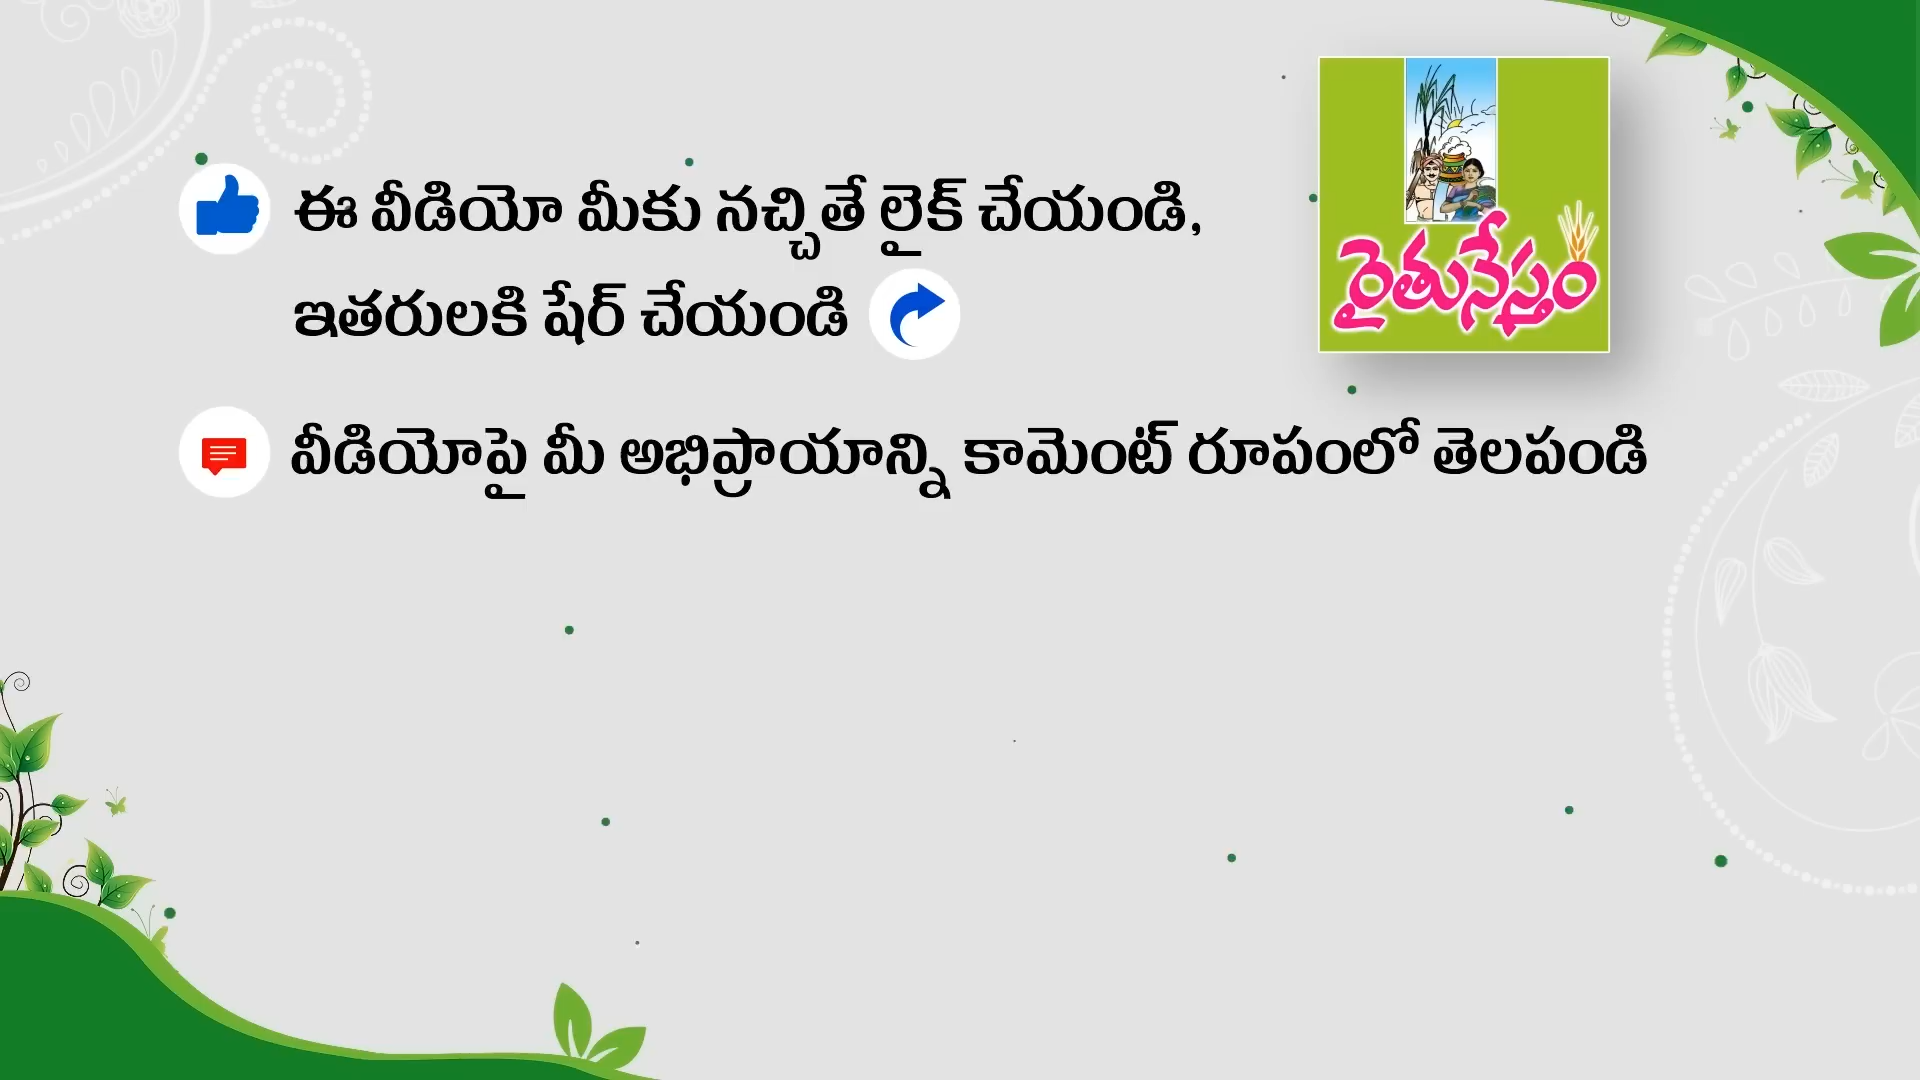 ఈ వీడియో మీకు నచ్చితే లైక్ చేయండి,
ఇతరులకి షేర్ చేయండి
రైతునేస్తం
వీడియోపై మీ అభిప్రాయాన్ని కామెంట్ రూపంలో తెలపండి